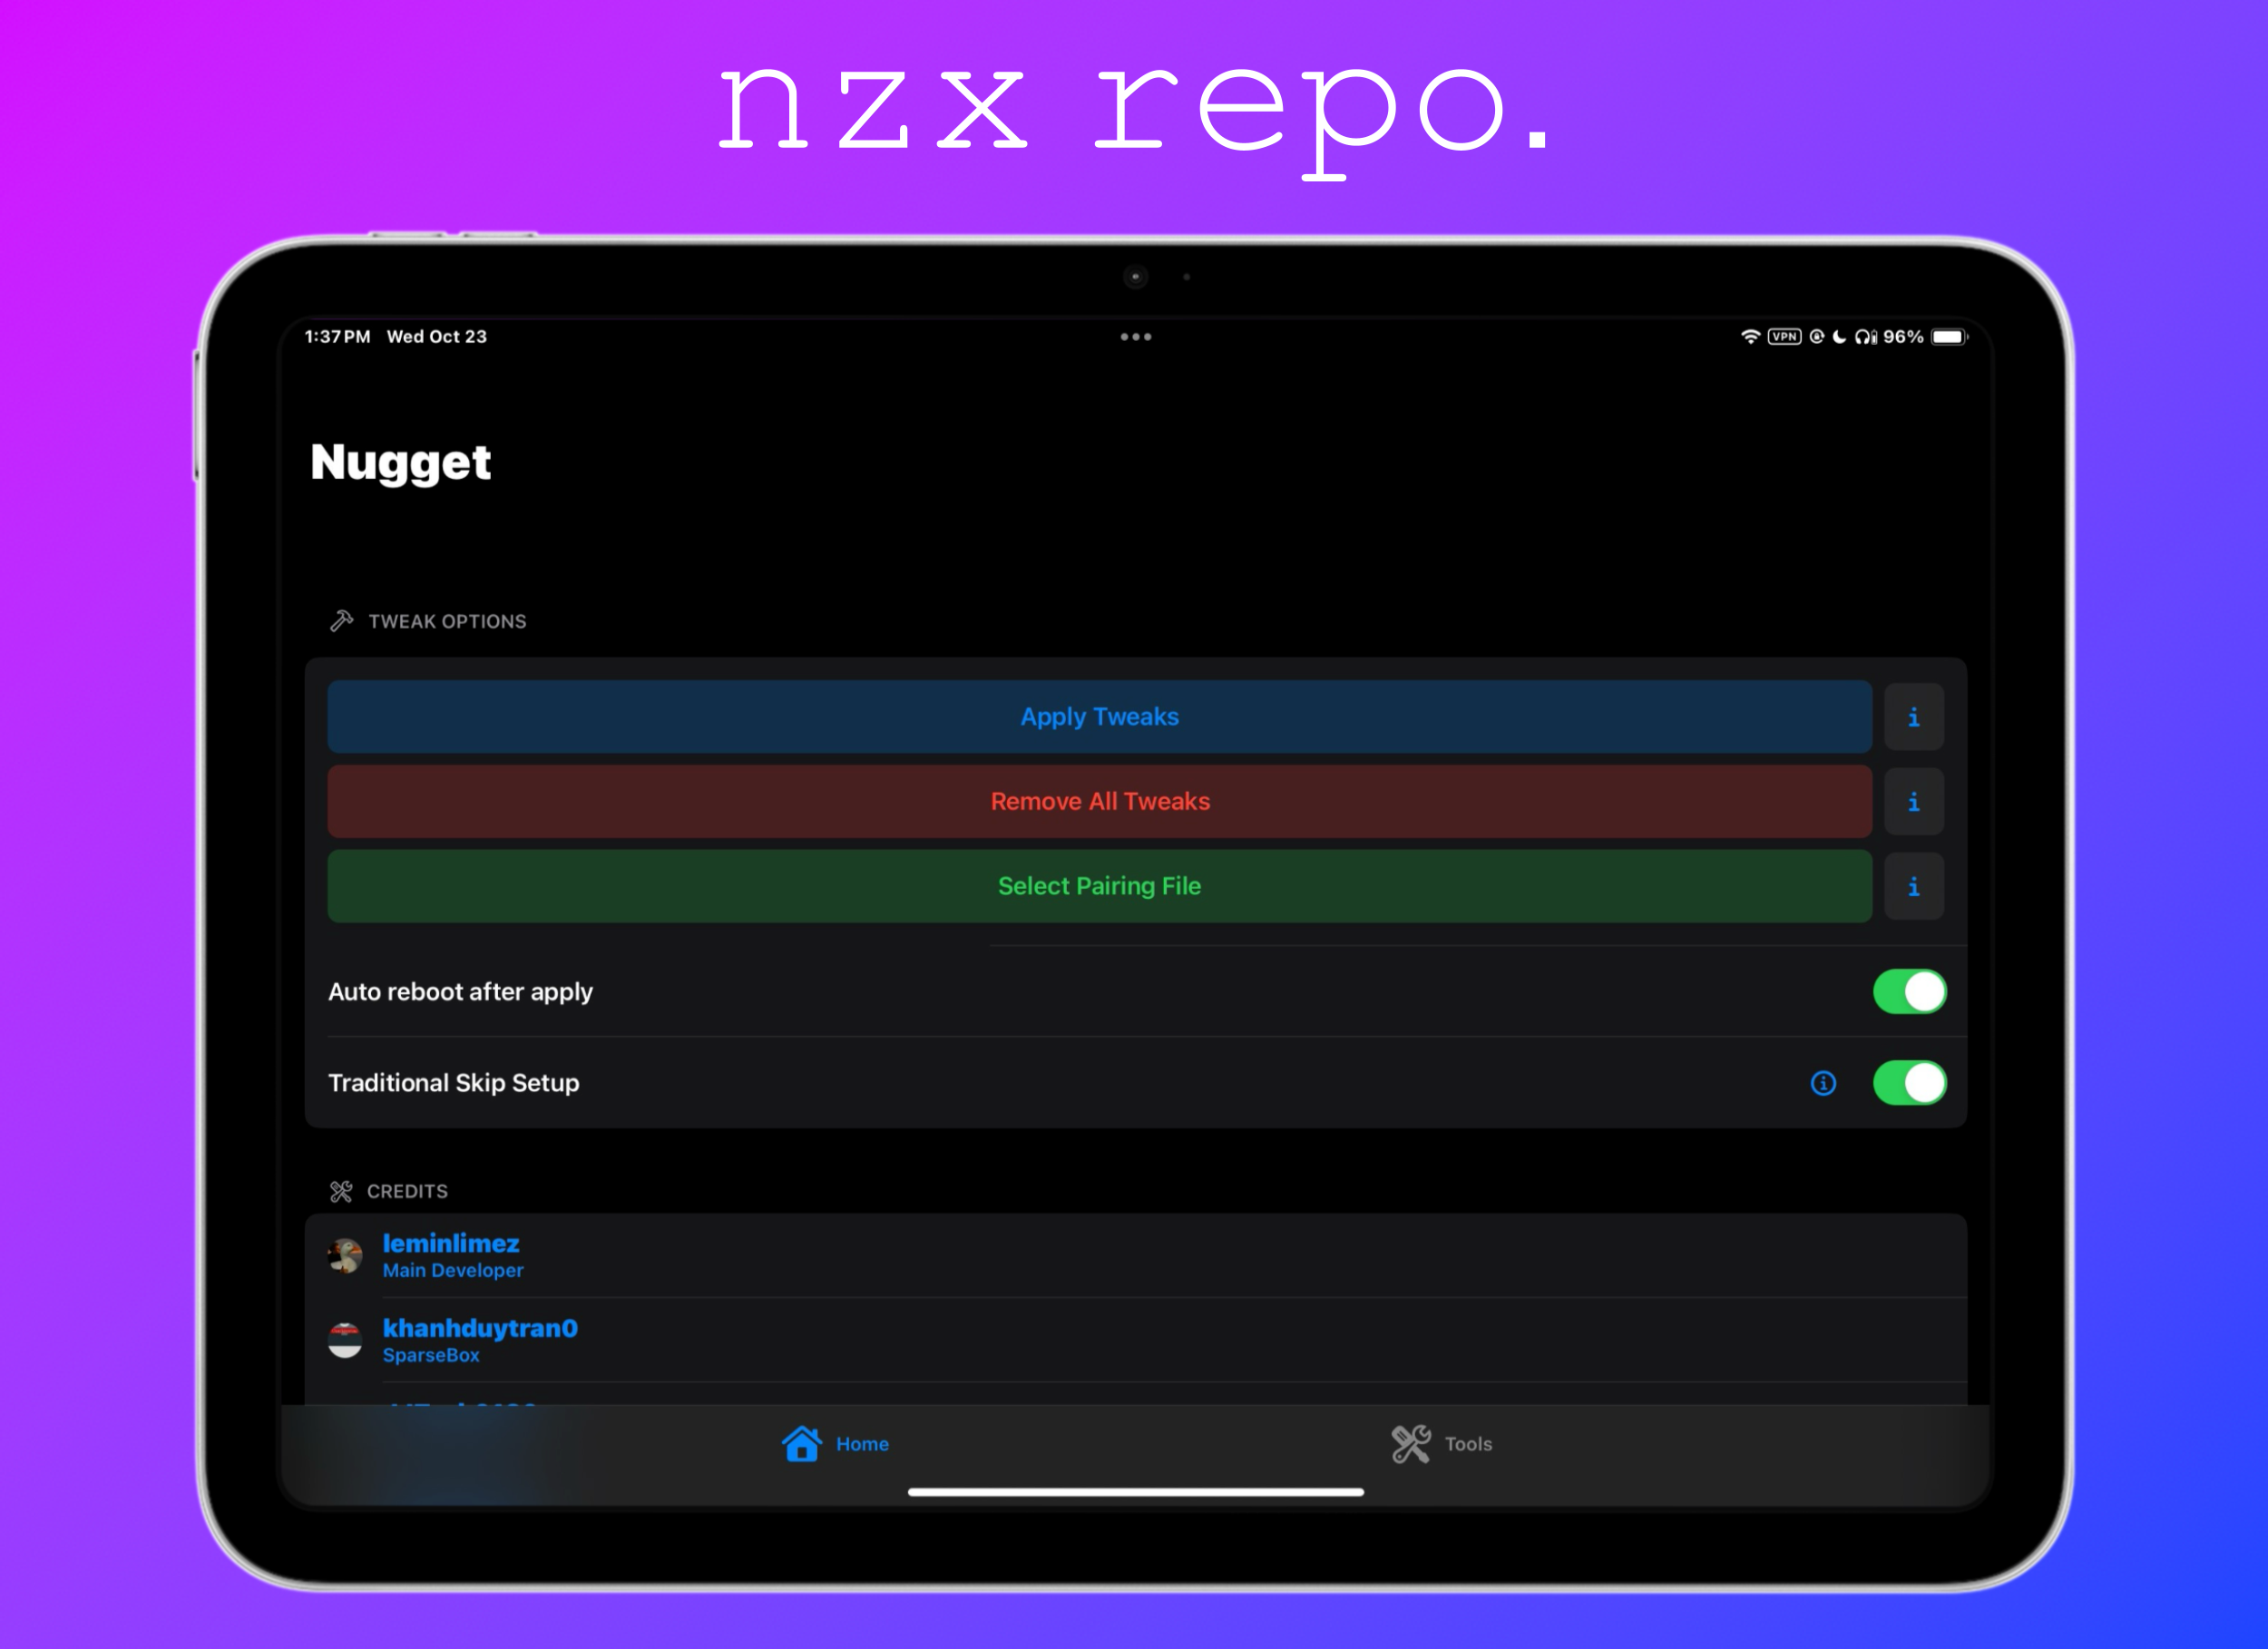 nzx repo.
1:37 PM Wed Oct 23
VPN 96%
Nugget
TWEAK OPTIONS
Apply Tweaks
i
Remove All Tweaks
i
Select Pairing File
i
Auto reboot after apply
Traditional Skip Setup
i
CREDITS
leminlimez
Main Developer
khanhduytran0
SparseBox
Home
Tools